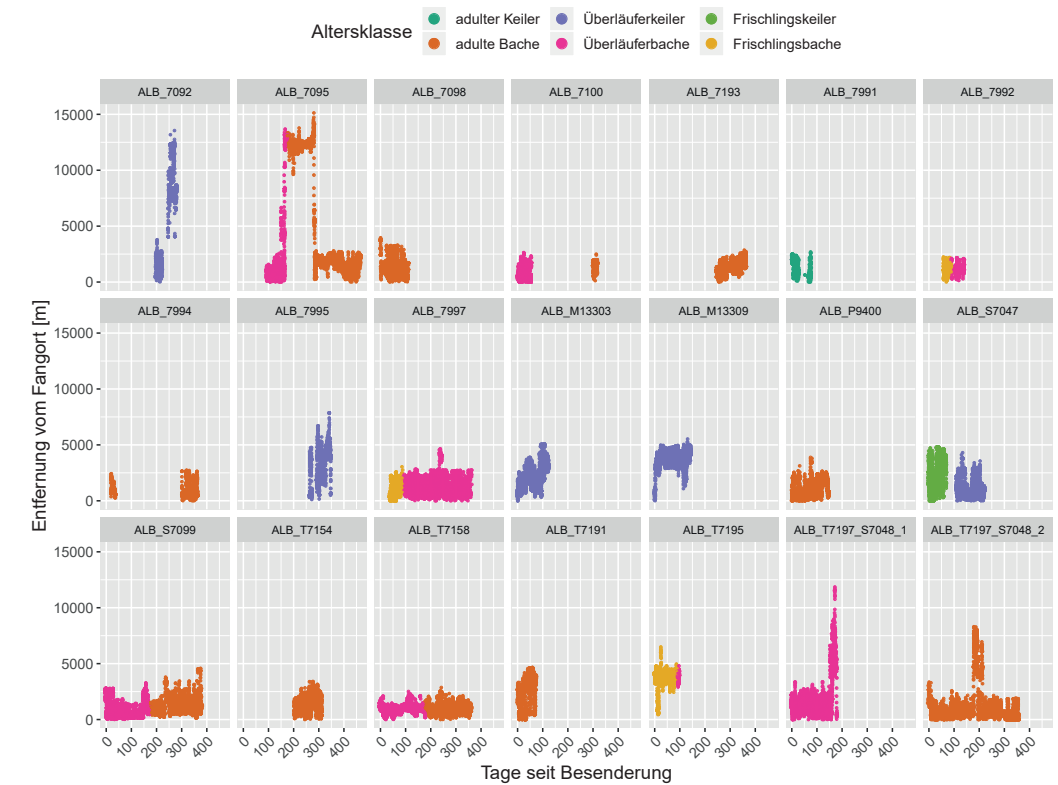 Altersklasse
adulter Keiler Überläuferkeiler Frischlingskeiler
adulte Bache Überläuferbache Frischlingsbache
ALB_7092 ALB_7095 ALB_7098 ALB_7100 ALB_7193 ALB_7991 ALB_7992
15000
10000
5000
0
ALB_7994 ALB_7995 ALB_7997 ALB_M13303 ALB_M13309 ALB_P9400 ALB_S7047
15000
10000
5000
0
Entfernung vom Fangort [m]
ALB_S7099 ALB_T7154 ALB_T7158 ALB_T7191 ALB_T7195 ALB_T7197_S7048_1 ALB_T7197_S7048_2
15000
10000
5000
0
0 100 200 300 400 0 100 200 300 400 0 100 200 300 400 0 100 200 300 400 0 100 200 300 400 0 100 200 300 400 0 100 200 300 400
Tage seit Besenderung